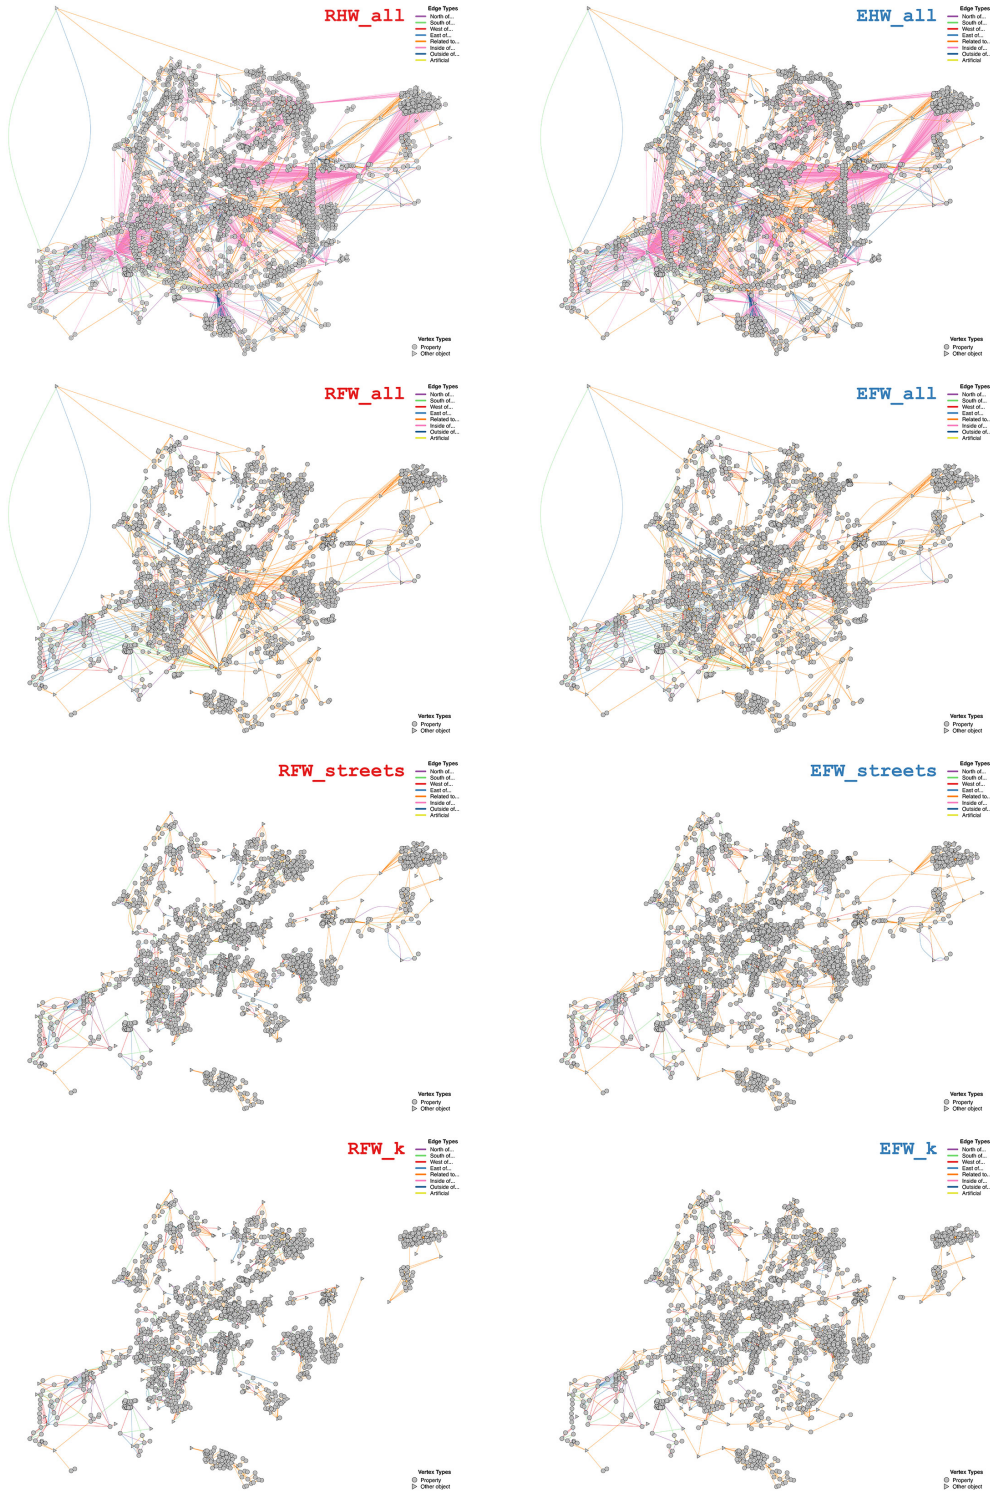 RHW_all
Edge Types
North of...
South of...
West of...
East of...
Related to...
Inside of...
Outside of...
Artificial
Vertex Types
Property
Other object
EHW_all
Edge Types
North of...
South of...
West of...
East of...
Related to..
Inside of...
Outside of..
Artificial
Vertex Types
Property
Other object
RFW_all
Edge Types
North of...
South of...
West of...
East of...
Related to...
Inside of...
Outside of...
Artificial
Vertex Types
Property
Other object
EFW_all
Edge Types
North of...
South of...
West of...
East of...
Related to..
Inside of...
Outside of..
Artificial
Vertex Types
Property
Other object
RFW_streets
Edge Types
North of...
South of...
West of...
East of...
Related to...
Inside of...
Outside of...
Artificial
Vertex Types
Property
Other object
EFW_streets
Edge Types
North of...
South of...
West of...
East of...
Related to..
Inside of...
Outside of..
Artificial
Vertex Types
Property
Other object
RFW_k
Edge Types
North of...
South of...
West of...
East of...
Related to...
Inside of...
Outside of...
Artificial
Vertex Types
Property
Other object
EFW_k
Edge Types
North of...
South of...
West of...
East of...
Related to..
Inside of...
Outside of..
Artificial
Vertex Types
Property
Other object